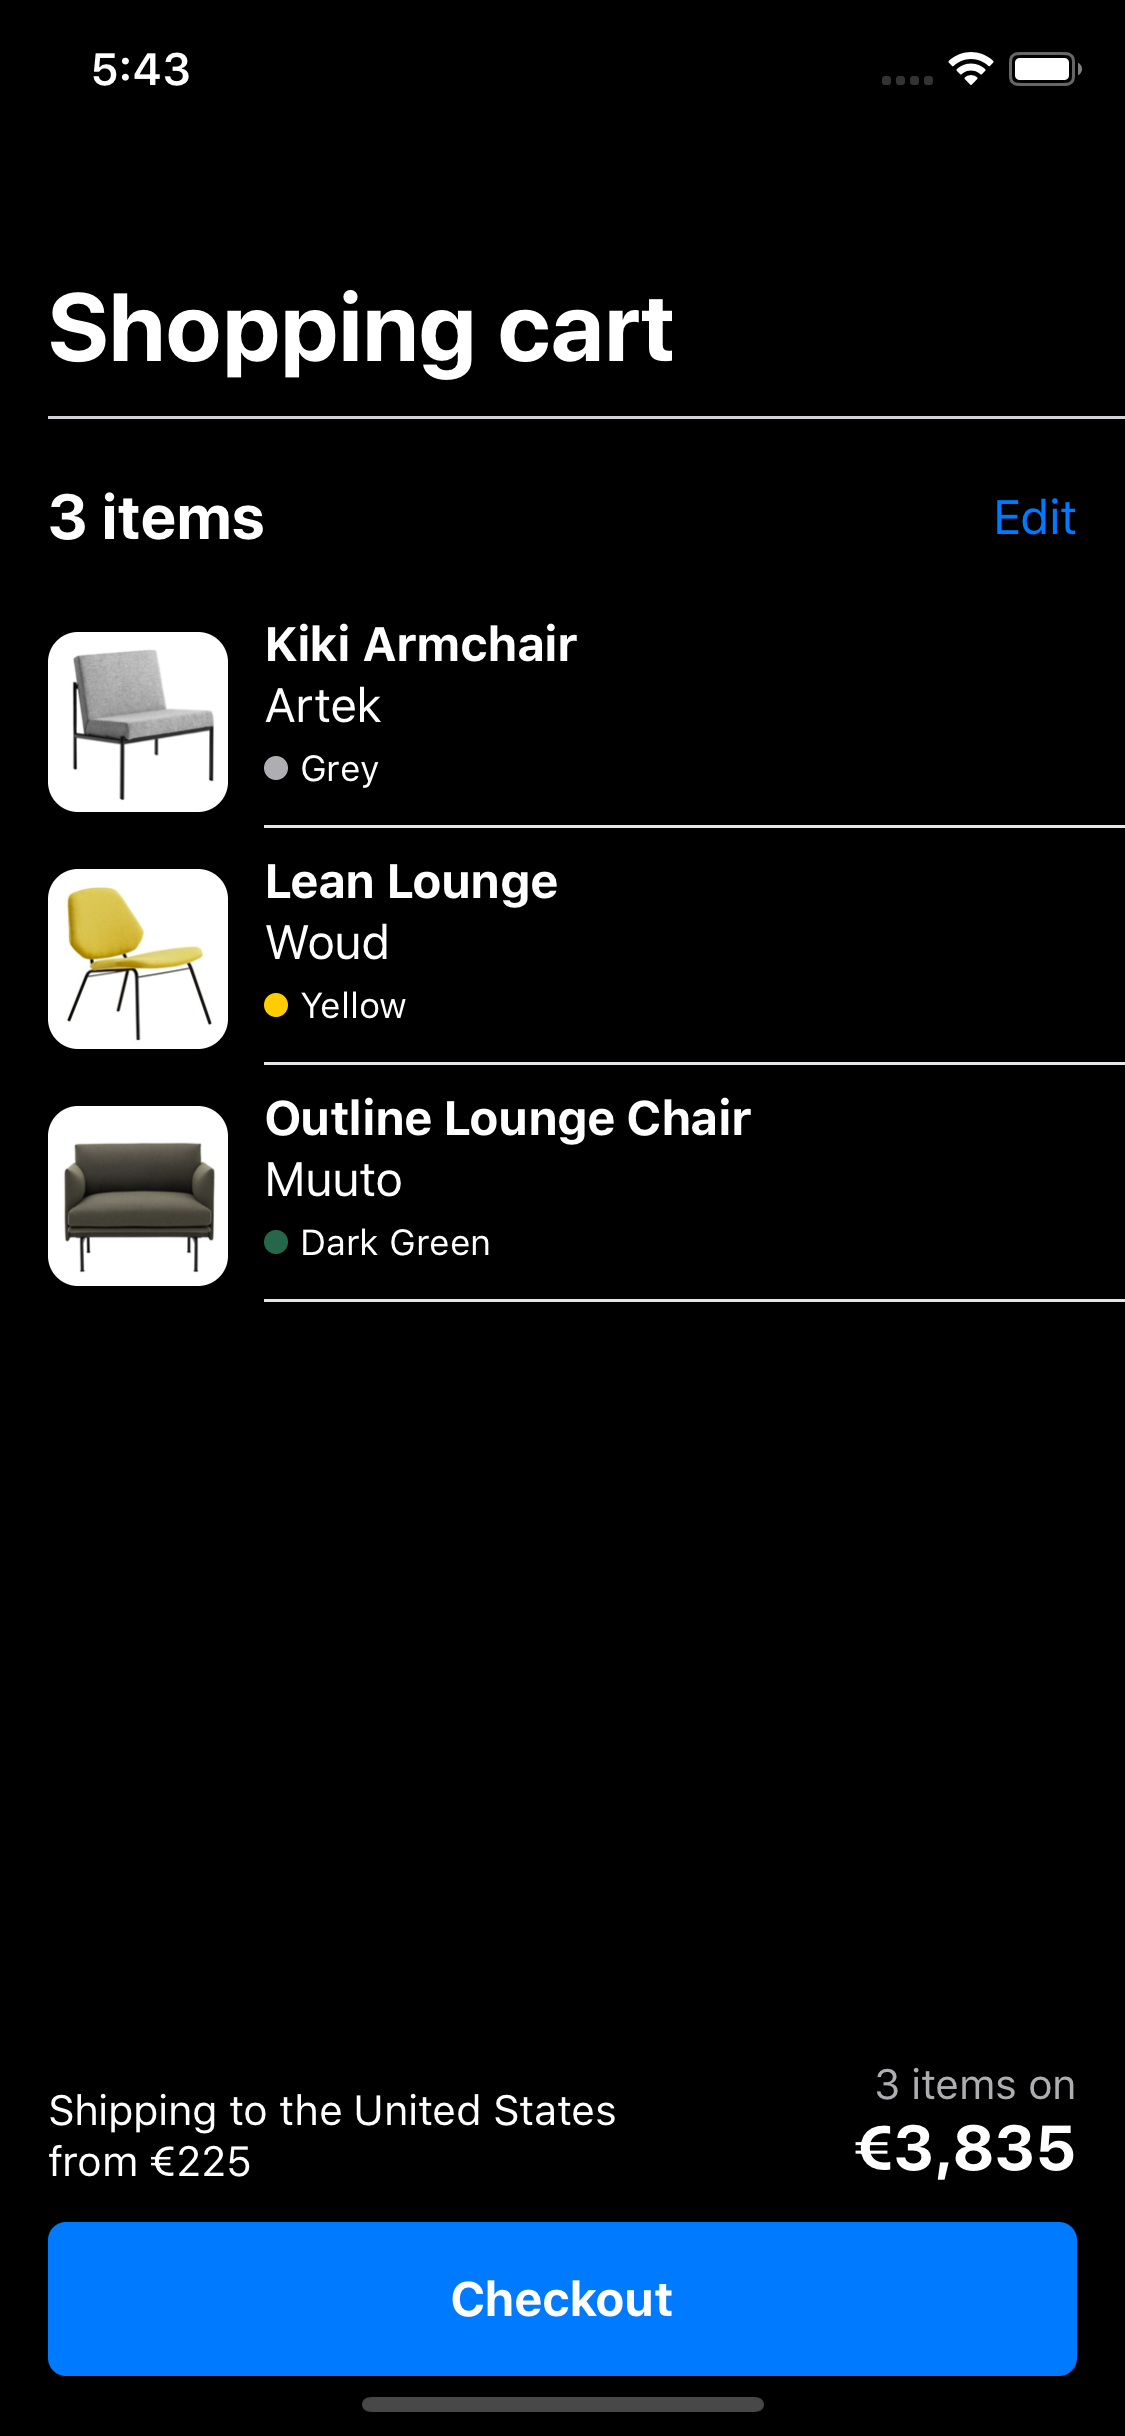 5:43
Shopping cart
3 items
Edit
Kiki Armchair
Artek
Grey
Lean Lounge
Woud
Yellow
Outline Lounge Chair
Muuto
Dark Green
Shipping to the United States
from €225
3 items on
€3,835
Checkout